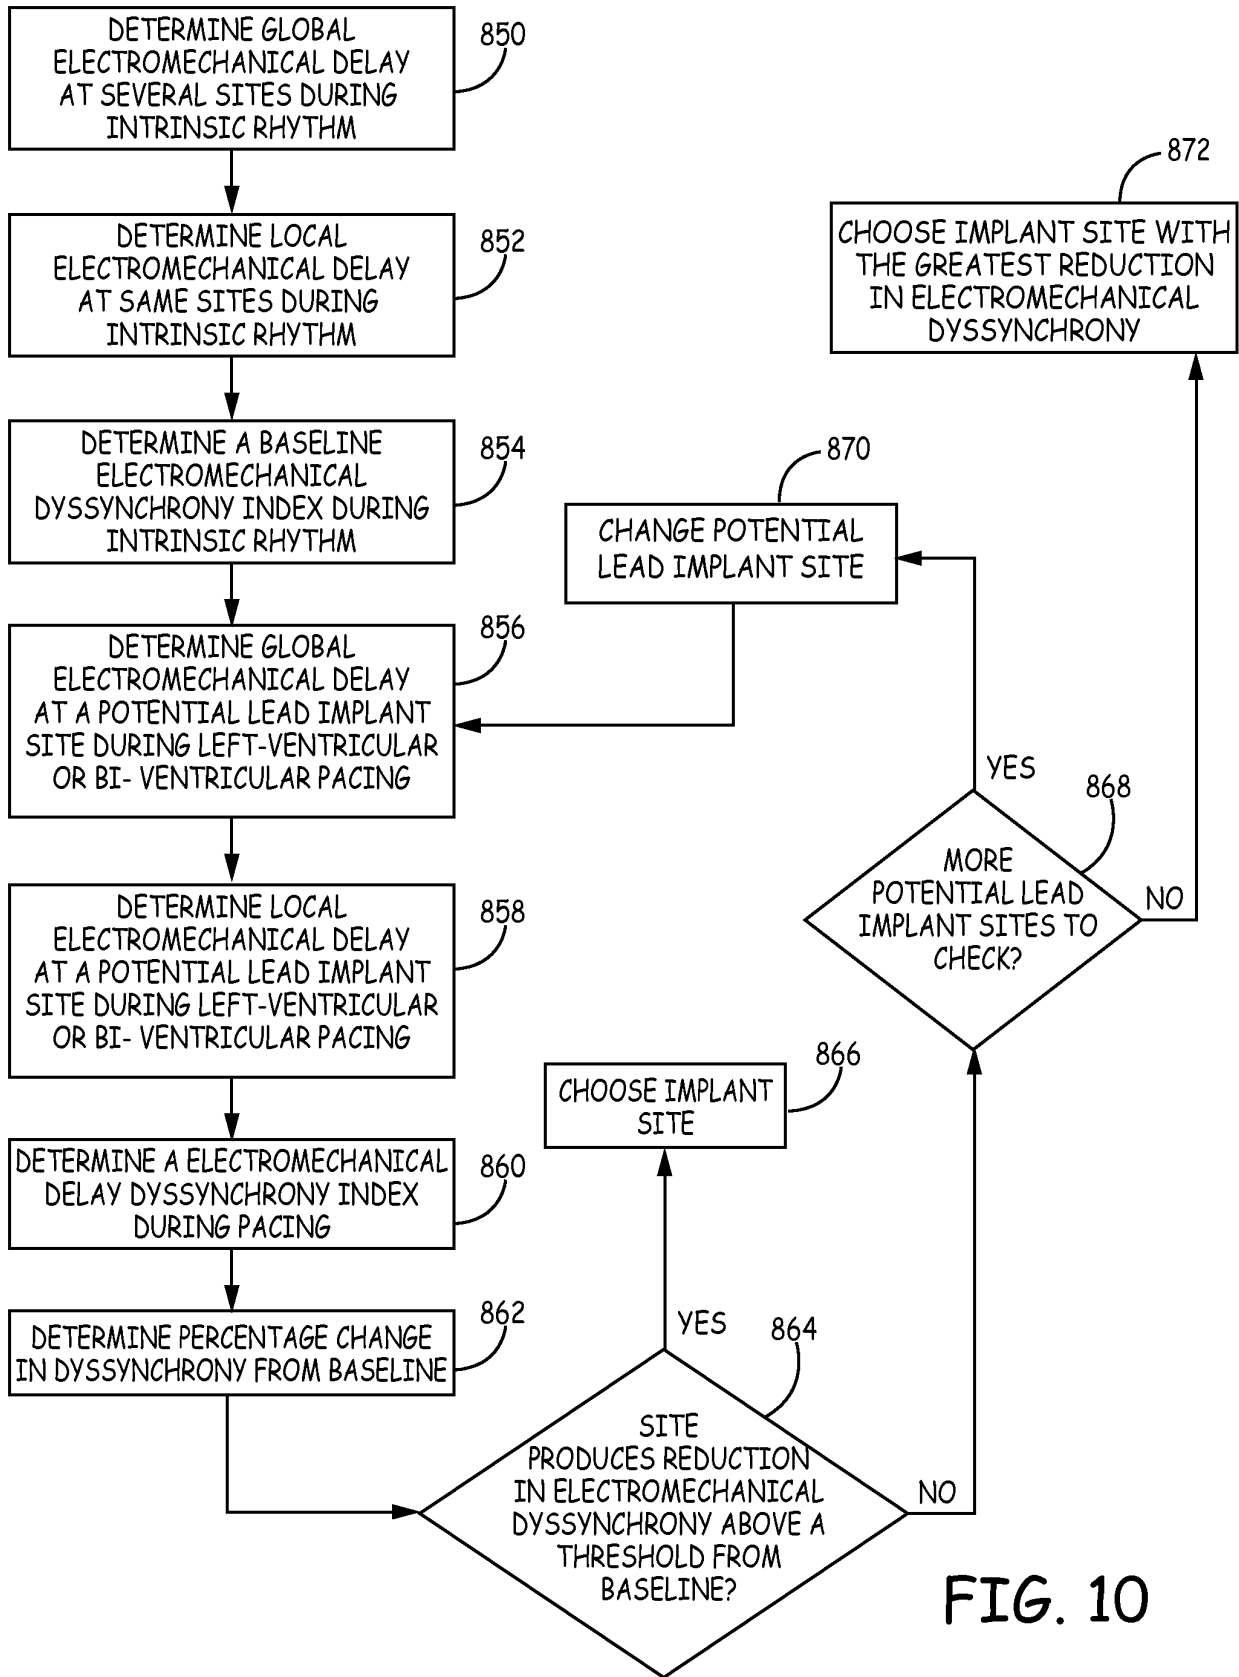 DETERMINE GLOBAL
ELECTROMECHANICAL DELAY
AT SEVERAL SITES DURING
INTRINSIC RHYTHM
850
DETERMINE LOCAL
ELECTROMECHANICAL DELAY
AT SAME SITES DURING
INTRINSIC RHYTHM
852
DETERMINE A BASELINE
ELECTROMECHANICAL
DYSSYNCHRONY INDEX DURING
INTRINSIC RHYTHM
854
DETERMINE GLOBAL
ELECTROMECHANICAL DELAY
AT A POTENTIAL LEAD IMPLANT
SITE DURING LEFT-VENTRICULAR
OR BI- VENTRICULAR PACING
856
DETERMINE LOCAL
ELECTROMECHANICAL DELAY
AT A POTENTIAL LEAD IMPLANT
SITE DURING LEFT-VENTRICULAR
OR BI- VENTRICULAR PACING
858
DETERMINE A ELECTROMECHANICAL
DELAY DYSSYNCHRONY INDEX
DURING PACING
860
DETERMINE PERCENTAGE CHANGE
IN DYSSYNCHRONY FROM BASELINE
862
SITE
PRODUCES REDUCTION
IN ELECTROMECHANICAL
DYSSYNCHRONY ABOVE A
THRESHOLD FROM
BASELINE?
864
YES
NO
CHOOSE IMPLANT
SITE
866
MORE
POTENTIAL LEAD
IMPLANT SITES TO
CHECK?
868
YES
NO
CHANGE POTENTIAL
LEAD IMPLANT SITE
870
CHOOSE IMPLANT SITE WITH
THE GREATEST REDUCTION
IN ELECTROMECHANICAL
DYSSYNCHRONY
872
FIG. 10